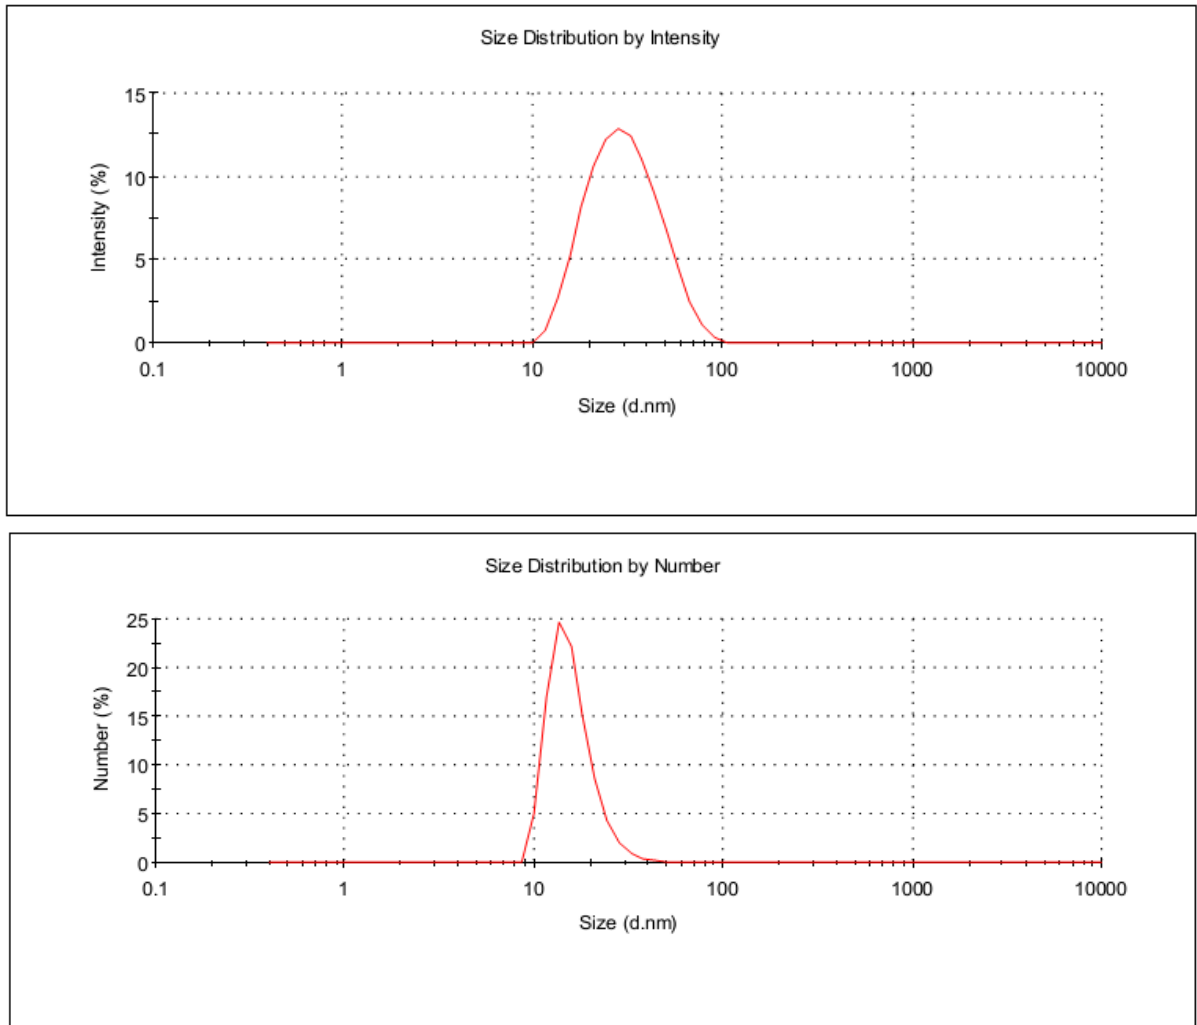 Size Distribution by Intensity
15
10
5
0
Intensity (%)
0.1 1 10 100 1000 10000
Size (d.nm)
Size Distribution by Number
25
20
15
10
5
0
Number (%)
0.1 1 10 100 1000 10000
Size (d.nm)